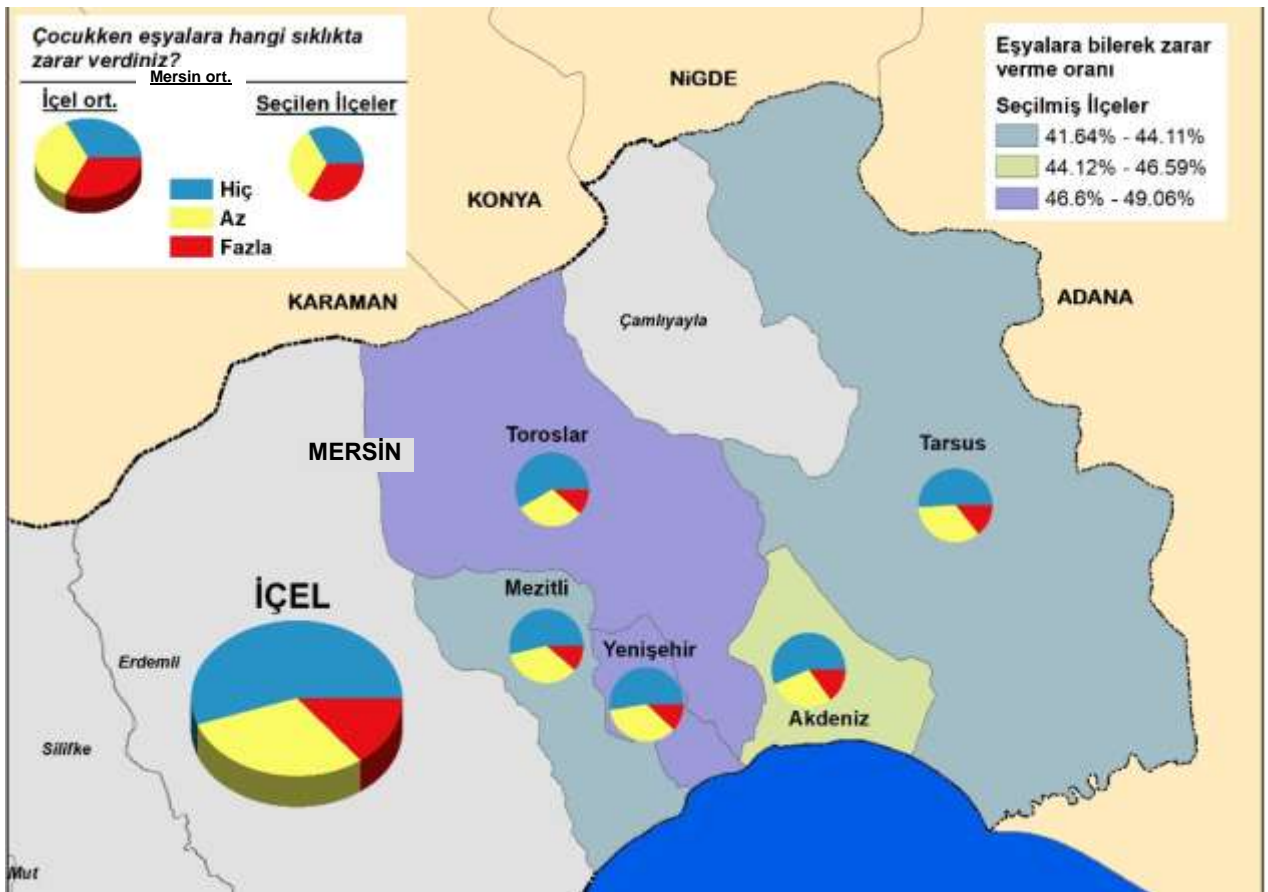 Çocukken eşyalara hangi sıklıkta
zarar verdiniz?
Mersin ort.
İçel ort.
Seçilen İlçeler
Hiç
Az
Fazla
Eşyalara bilerek zarar
verme oranı
Seçilmiş İlçeler
41.64% - 44.11%
44.12% - 46.59%
46.6% - 49.06%
NiGDE
KONYA
KARAMAN
ADANA
Çamlıyayla
MERSİN
Toroslar
Tarsus
Mezitli
İÇEL
Yenişehir
Erdemli
Akdeniz
Silifke
Mut